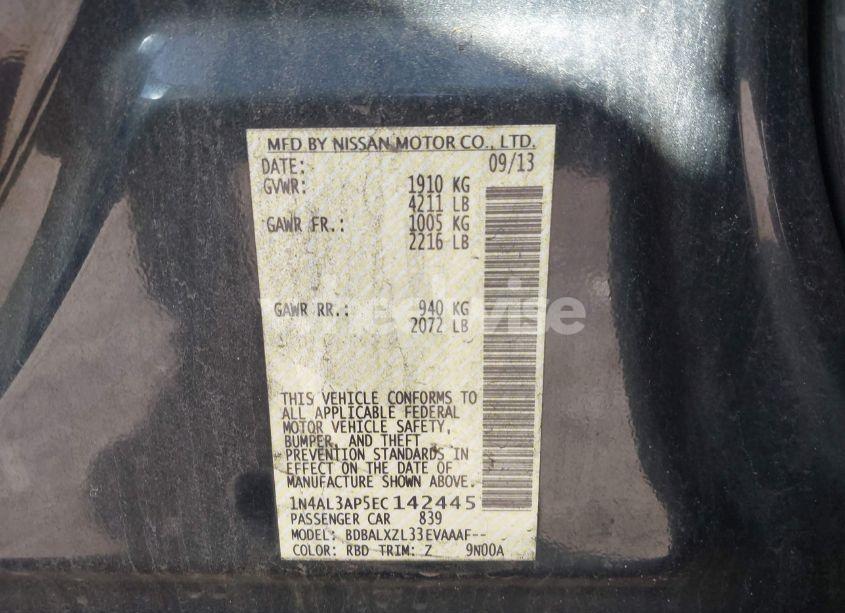 MFD BY NISSAN MOTOR CO., LTD.
DATE: 09/13
GVWR: 1910 KG
4211 LB
GAWR FR.: 1005 KG
2216 LB
GAWR RR.: 940 KG
2072 LB
wheelwise
THIS VEHICLE CONFORMS TO
ALL APPLICABLE FEDERAL
MOTOR VEHICLE SAFETY,
BUMPER, AND THEFT
PREVENTION STANDARDS IN
EFFECT ON THE DATE OF
MANUFACTURE SHOWN ABOVE.
1N4AL3AP5EC142445
PASSENGER CAR 839
MODEL: BDBALXZL33EVAAAF--
COLOR: RBD TRIM: Z 9N00A